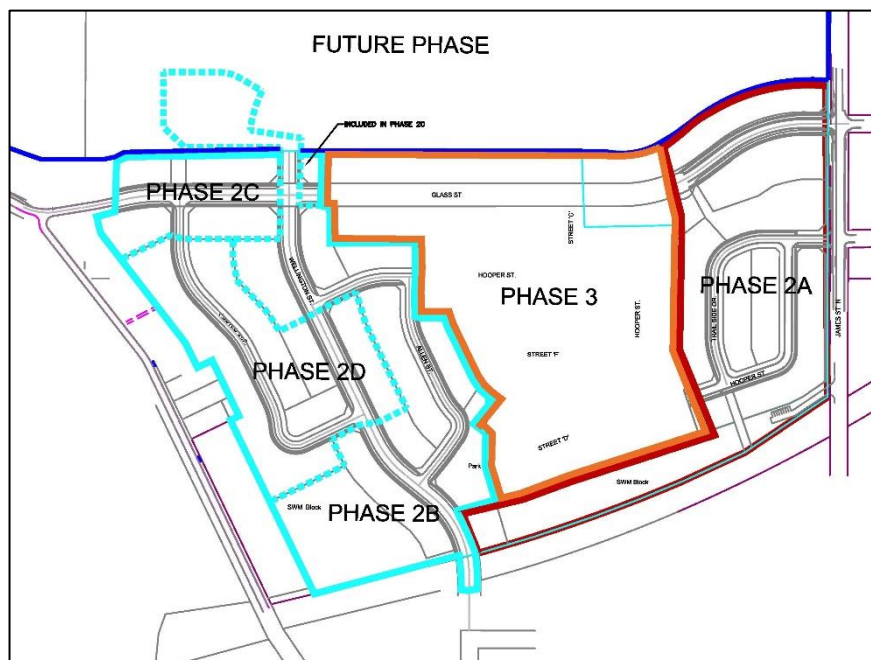 FUTURE PHASE
INCLUDED IN PHASE 2C
PHASE 2C
GLASS ST
STREET 'C'
WELLINGTON ST.
HOOPER ST.
PHASE 3
HOOPER ST.
PHASE 2A
TRAIL SIDE DR.
JAMES ST. N
ALLEN ST.
STREET 'F'
PHASE 2D
HOOPER ST.
STREET 'D'
Park
SWM Block
SWM Block
PHASE 2B